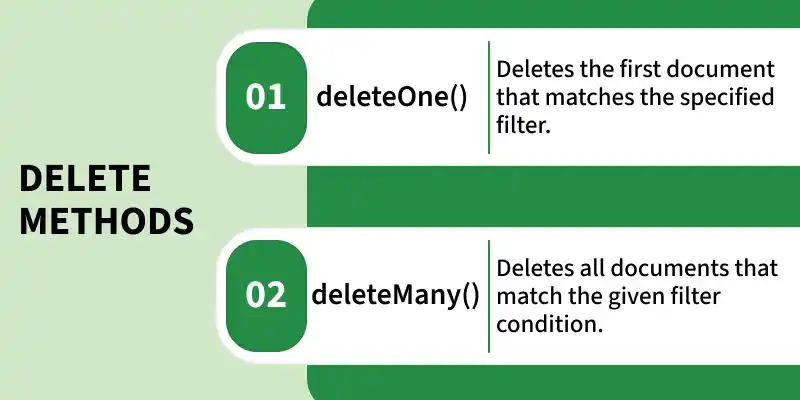 DELETE
METHODS
01
deleteOne()
Deletes the first document
that matches the specified
filter.
02
deleteMany()
Deletes all documents that
match the given filter
condition.